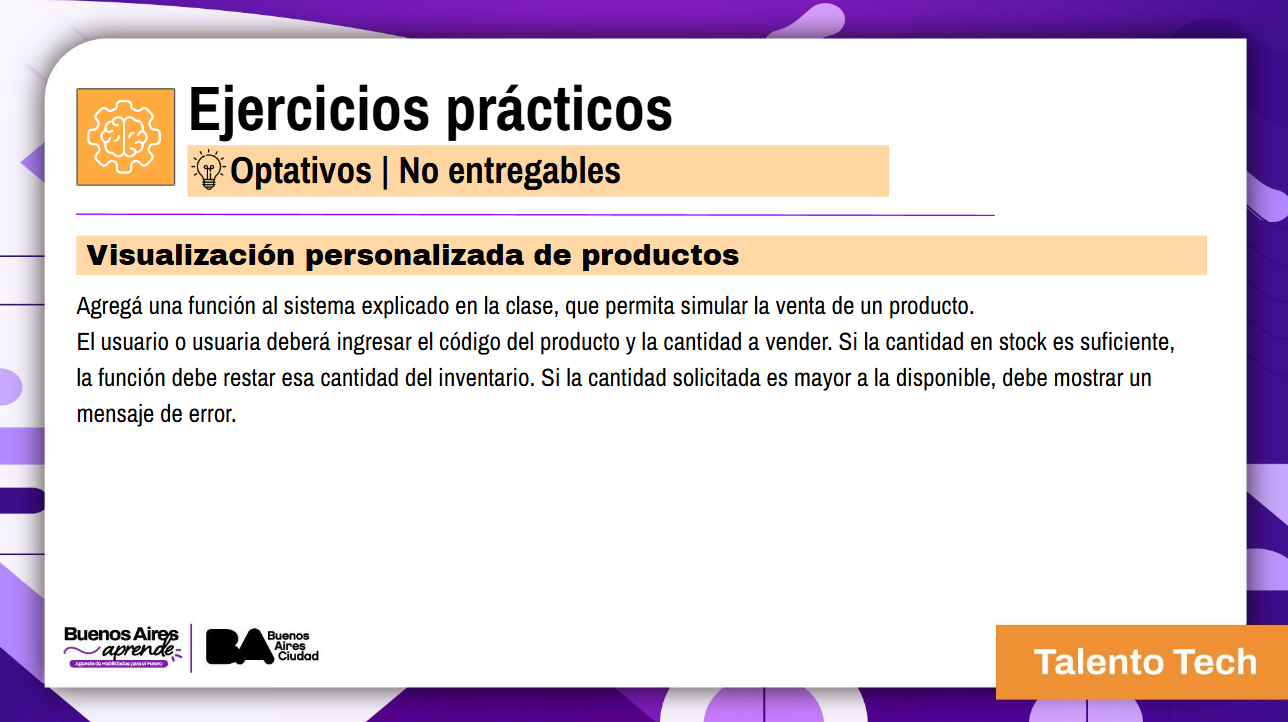 Ejercicios prácticos
Optativos | No entregables
Visualización personalizada de productos
Agregá una función al sistema explicado en la clase, que permita simular la venta de un producto.
El usuario o usuaria deberá ingresar el código del producto y la cantidad a vender. Si la cantidad en stock es suficiente,
la función debe restar esa cantidad del inventario. Si la cantidad solicitada es mayor a la disponible, debe mostrar un
mensaje de error.
Buenos Aires
aprende
Agencia de Habilidades para el Futuro
BA
Buenos
Aires
Ciudad
Talento Tech